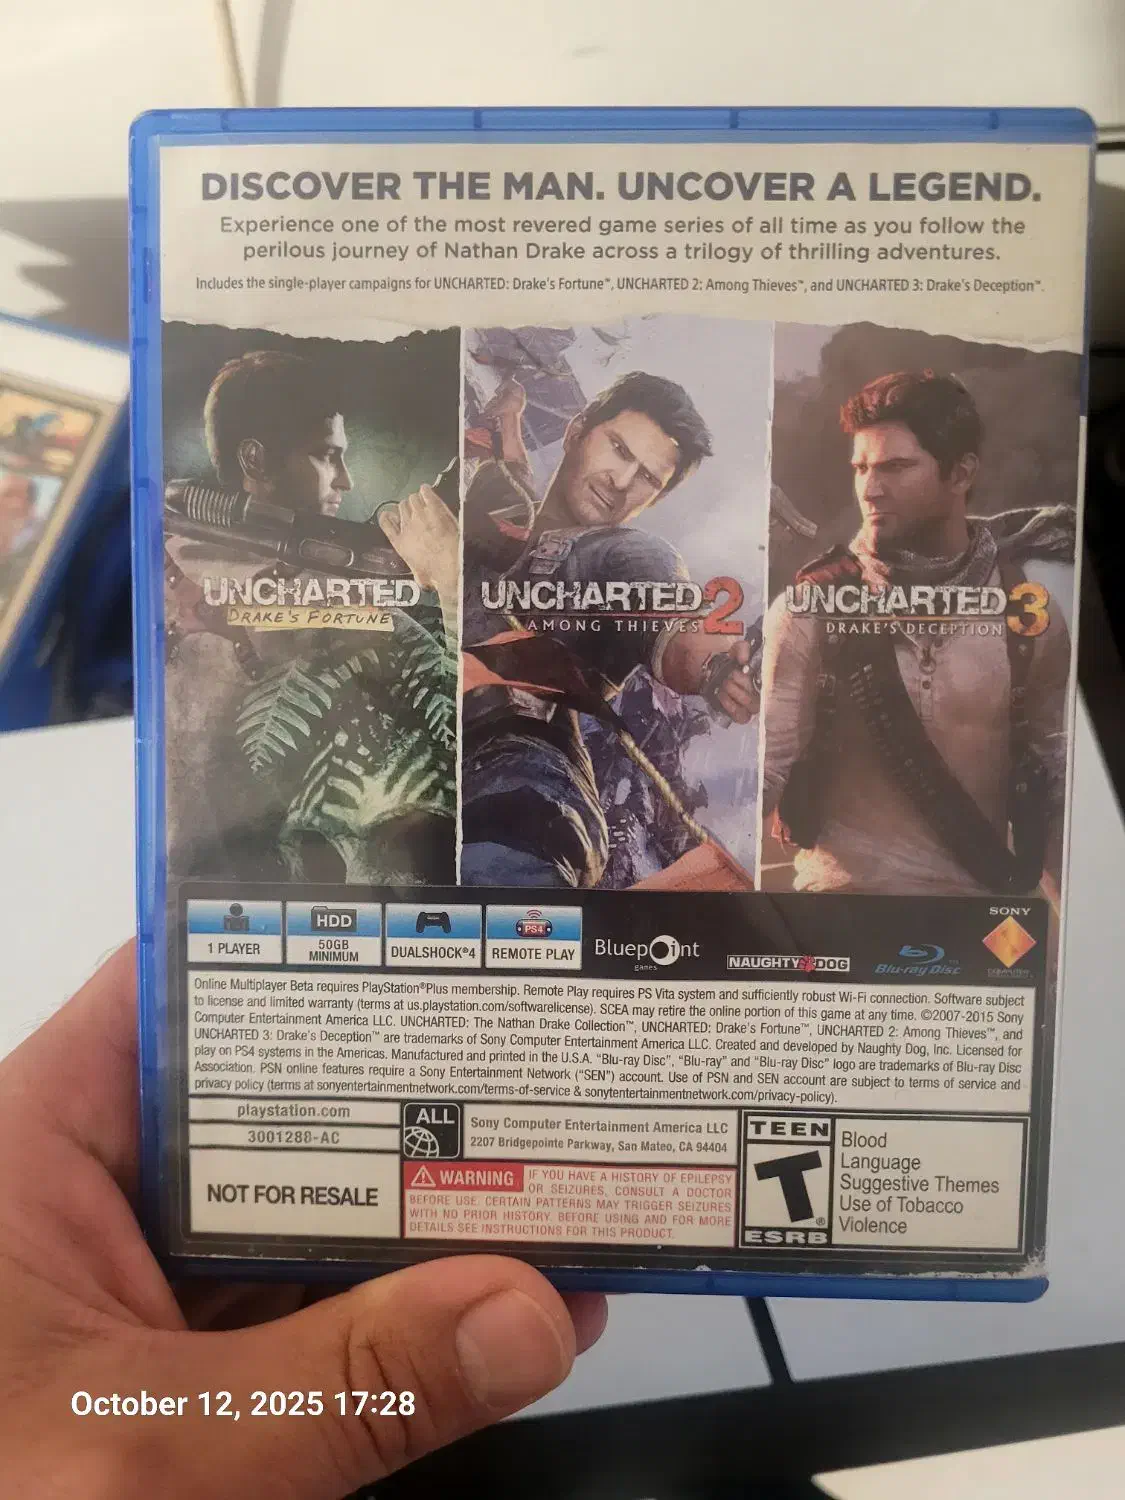 DISCOVER THE MAN. UNCOVER A LEGEND.
Experience one of the most revered game series of all time as you follow the
perilous journey of Nathan Drake across a trilogy of thrilling adventures.
Includes the single-player campaigns for UNCHARTED: Drake's Fortune™, UNCHARTED 2: Among Thieves™, and UNCHARTED 3: Drake's Deception™.
UNCHARTED
DRAKE'S FORTUNE
UNCHARTED 2
AMONG THIEVES
UNCHARTED 3
DRAKE'S DECEPTION
1 PLAYER
HDD
50GB
MINIMUM
DUALSHOCK®4
PS4
REMOTE PLAY
Bluepoint
games
NAUGHTY DOG
Blu-ray Disc™
SONY
COMPUTER
Online Multiplayer Beta requires PlayStation®Plus membership. Remote Play requires PS Vita system and sufficiently robust Wi-Fi connection. Software subject
to license and limited warranty (terms at us.playstation.com/softwarelicense). SCEA may retire the online portion of this game at any time. ©2007-2015 Sony
Computer Entertainment America LLC. UNCHARTED: The Nathan Drake Collection™, UNCHARTED: Drake's Fortune™, UNCHARTED 2: Among Thieves™, and
UNCHARTED 3: Drake's Deception™ are trademarks of Sony Computer Entertainment America LLC. Created and developed by Naughty Dog, Inc. Licensed for
play on PS4 systems in the Americas. Manufactured and printed in the U.S.A. "Blu-ray Disc", "Blu-ray" and "Blu-ray Disc" logo are trademarks of Blu-ray Disc
Association. PSN online features require a Sony Entertainment Network ("SEN") account. Use of PSN and SEN account are subject to terms of service and
privacy policy (terms at sonyentertainmentnetwork.com/terms-of-service & sonytentertainmentnetwork.com/privacy-policy).
playstation.com
3001288-AC
NOT FOR RESALE
ALL
Sony Computer Entertainment America LLC
2207 Bridgepointe Parkway, San Mateo, CA 94404
WARNING IF YOU HAVE A HISTORY OF EPILEPSY
OR SEIZURES, CONSULT A DOCTOR
BEFORE USE. CERTAIN PATTERNS MAY TRIGGER SEIZURES
WITH NO PRIOR HISTORY. BEFORE USING AND FOR MORE
DETAILS SEE INSTRUCTIONS FOR THIS PRODUCT.
TEEN
T®
ESRB
Blood
Language
Suggestive Themes
Use of Tobacco
Violence
October 12, 2025 17:28